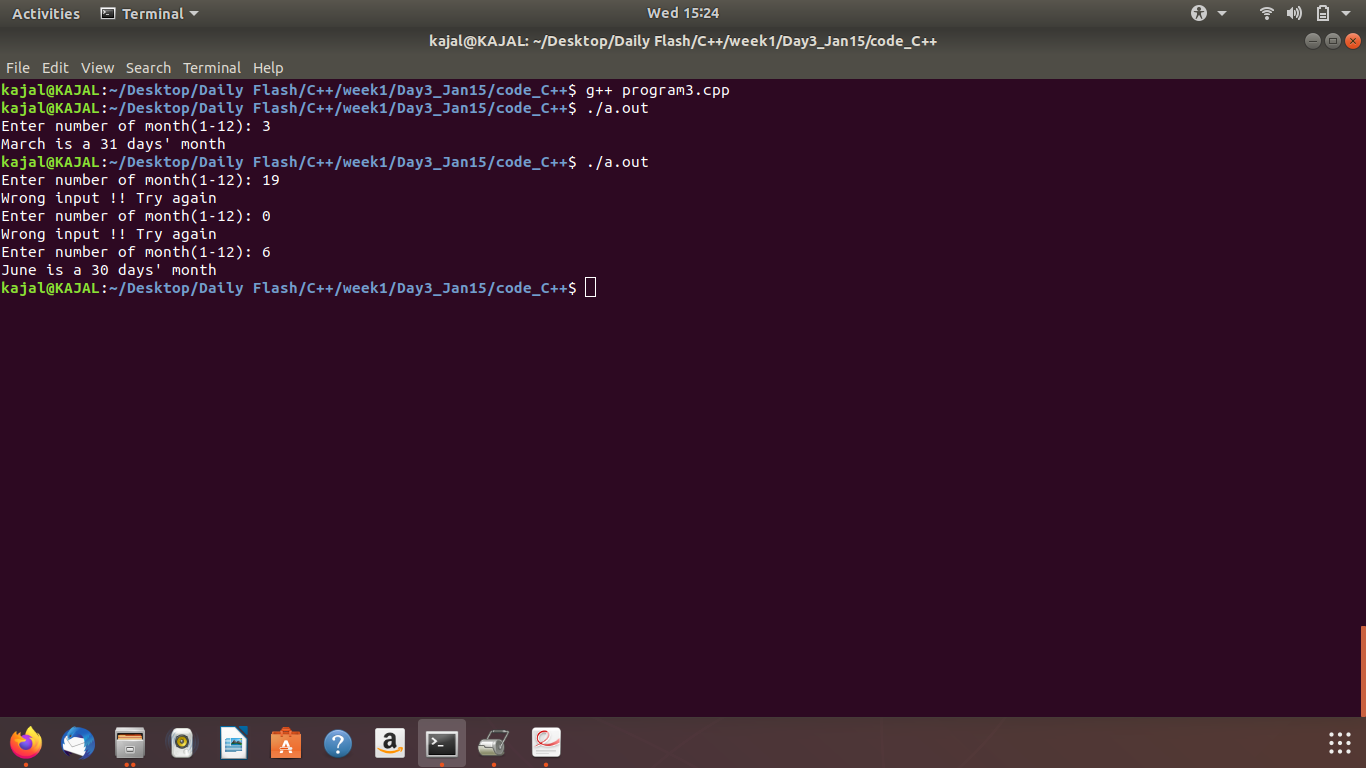 Activities Terminal Wed 15:24
kajal@KAJAL: ~/Desktop/Daily Flash/C++/week1/Day3_Jan15/code_C++
File Edit View Search Terminal Help
kajal@KAJAL:~/Desktop/Daily Flash/C++/week1/Day3_Jan15/code_C++$ g++ program3.cpp
kajal@KAJAL:~/Desktop/Daily Flash/C++/week1/Day3_Jan15/code_C++$ ./a.out
Enter number of month(1-12): 3
March is a 31 days' month
kajal@KAJAL:~/Desktop/Daily Flash/C++/week1/Day3_Jan15/code_C++$ ./a.out
Enter number of month(1-12): 19
Wrong input !! Try again
Enter number of month(1-12): 0
Wrong input !! Try again
Enter number of month(1-12): 6
June is a 30 days' month
kajal@KAJAL:~/Desktop/Daily Flash/C++/week1/Day3_Jan15/code_C++$